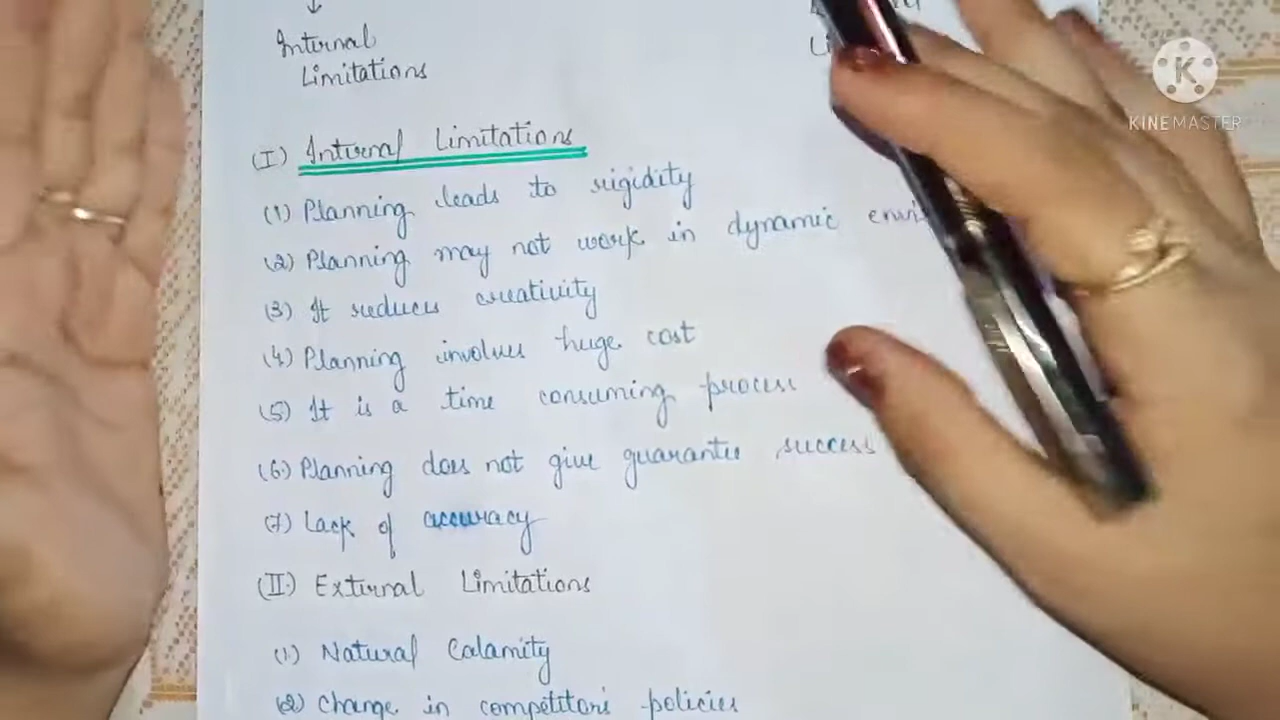 Internal
Limitations
(I) Internal Limitations
(1) Planning leads to rigidity
(2) Planning may not work in dynamic
(3) It reduces creativity
(4) Planning involves huge cost
(5) It is a time consuming process
(6) Planning does not give guarantee success
(7) Lack of accuracy
(II) External Limitations
(1) Natural Calamity
(2) Change in competitors policies
KINEMASTER